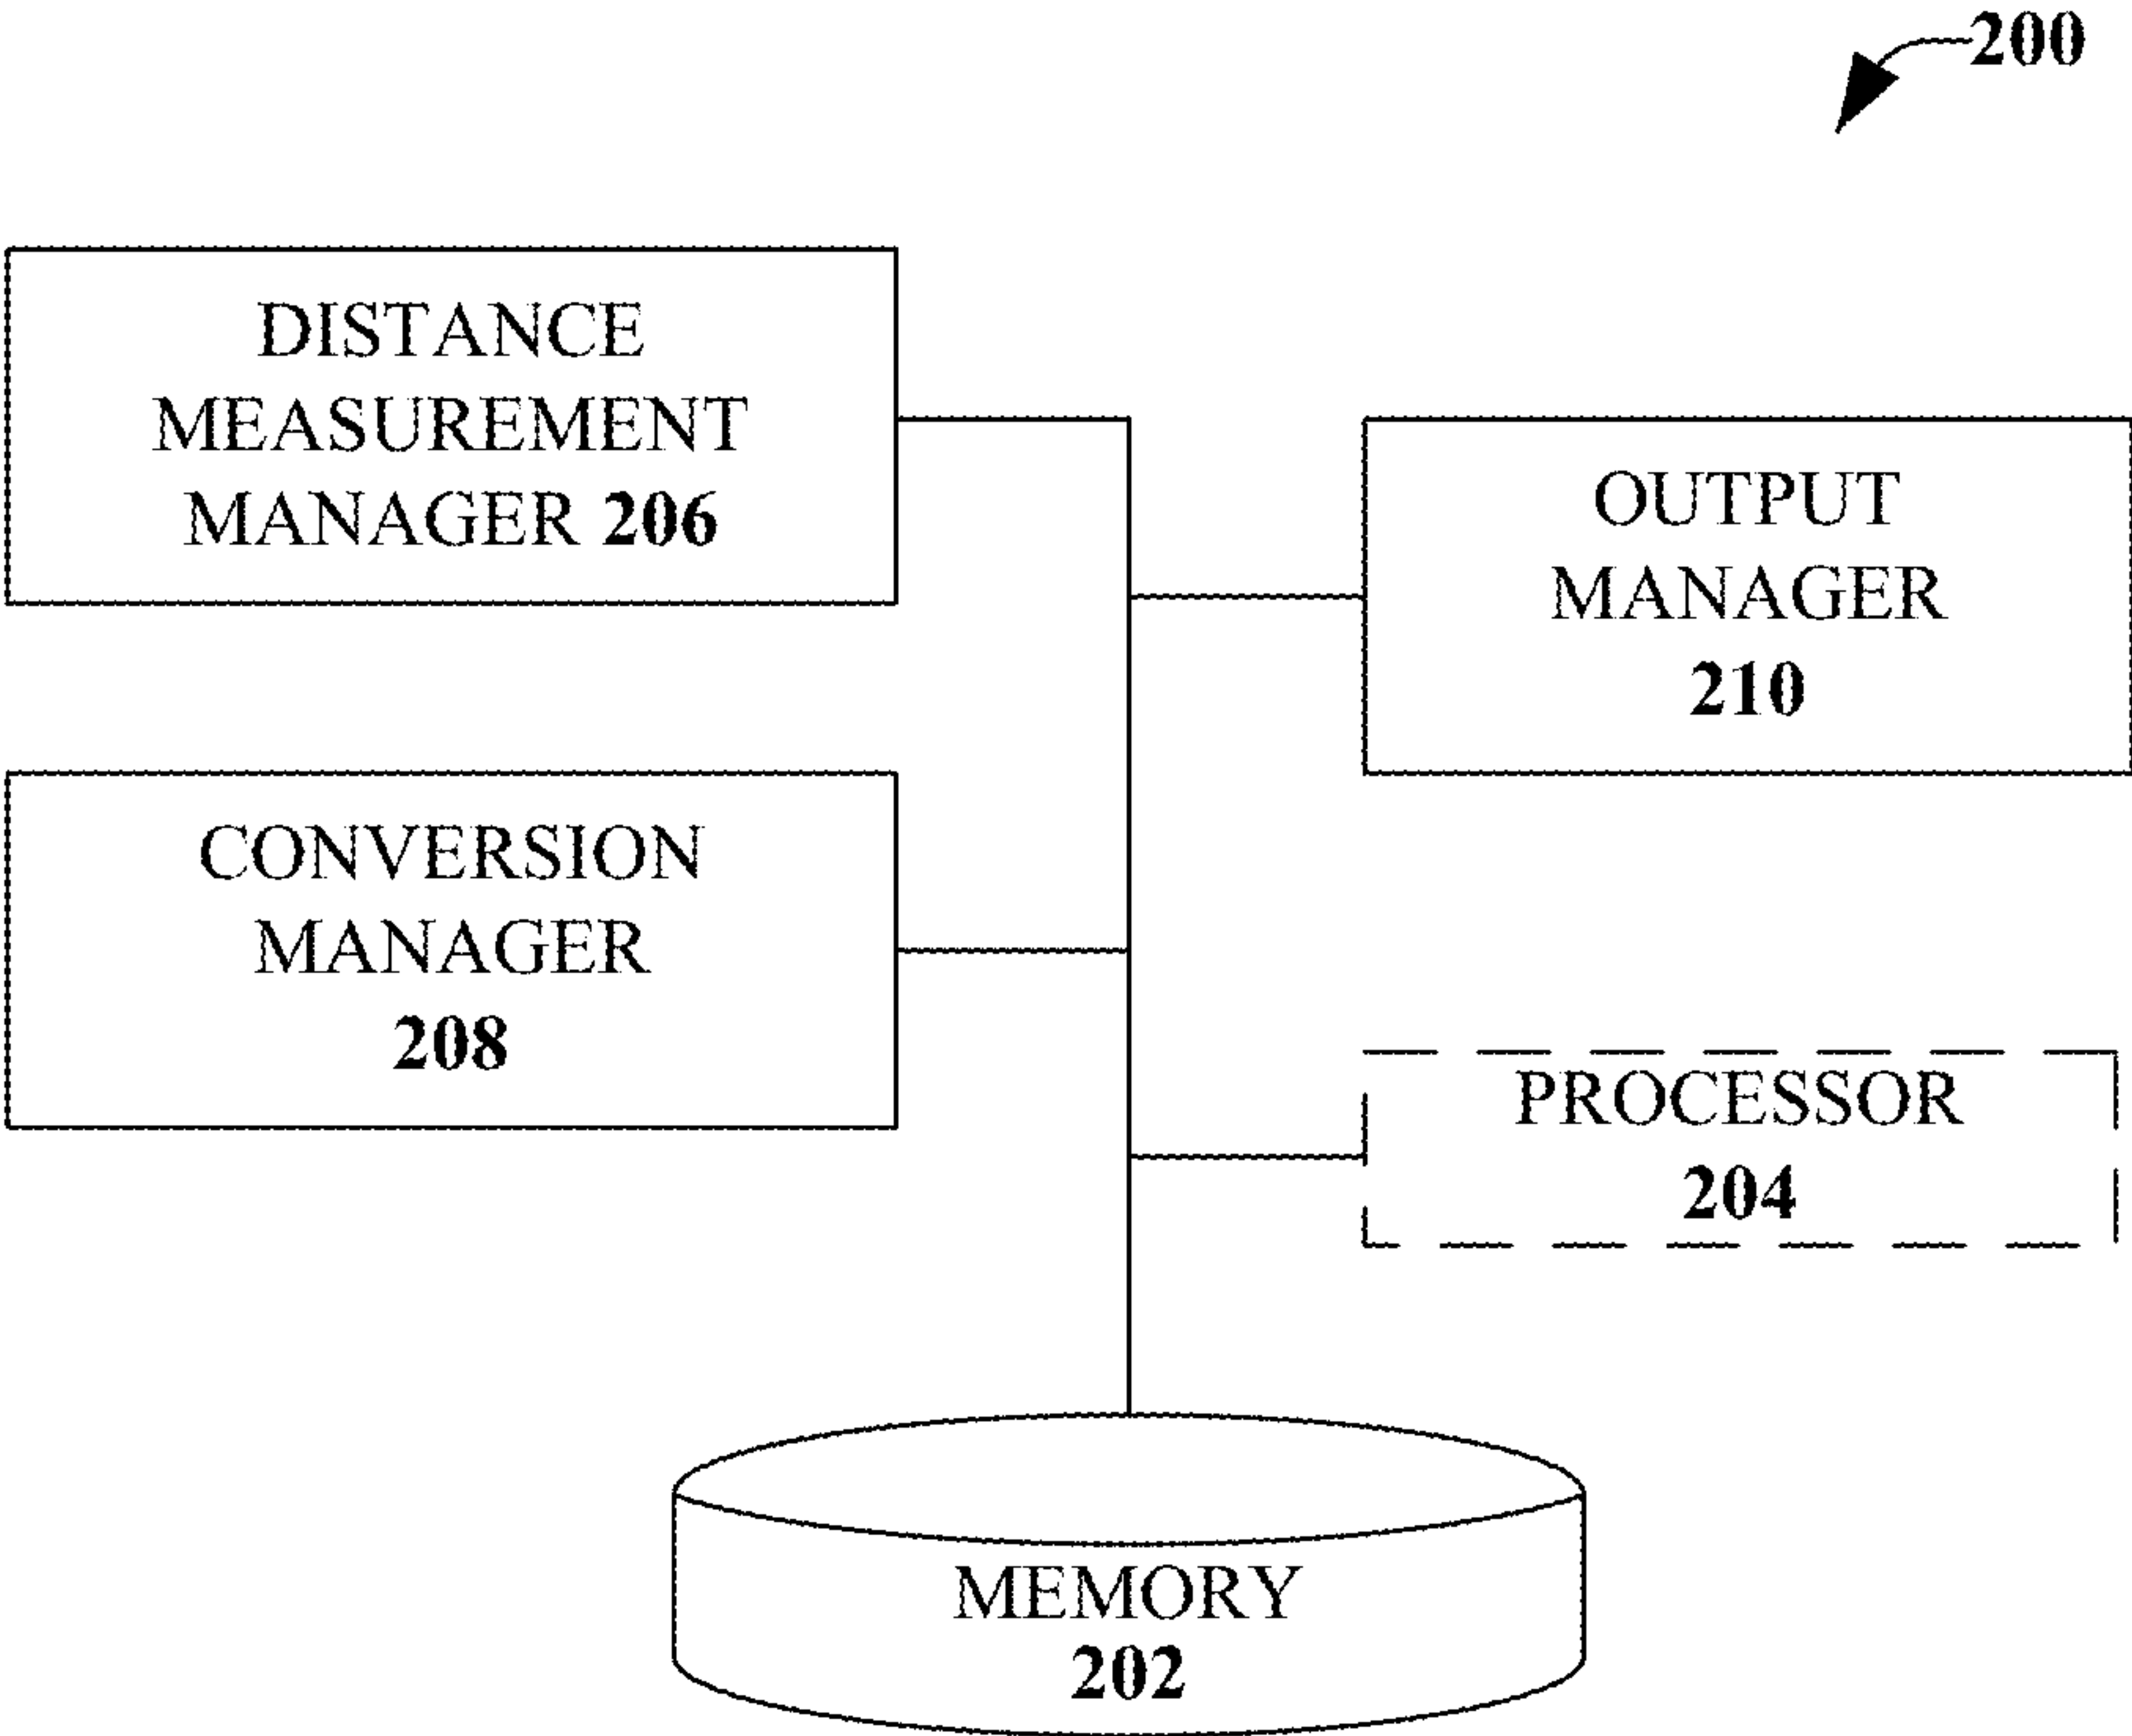 200
DISTANCE
MEASUREMENT
MANAGER 206
OUTPUT
MANAGER
210
CONVERSION
MANAGER
208
PROCESSOR
204
MEMORY
202